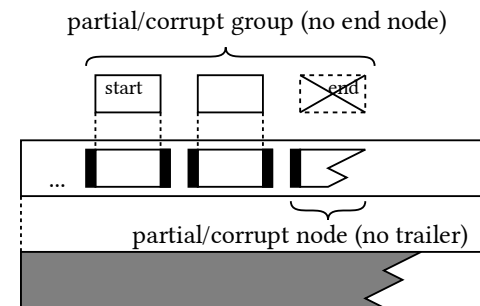 partial/corrupt group (no end node)
start
end
...
partial/corrupt node (no trailer)